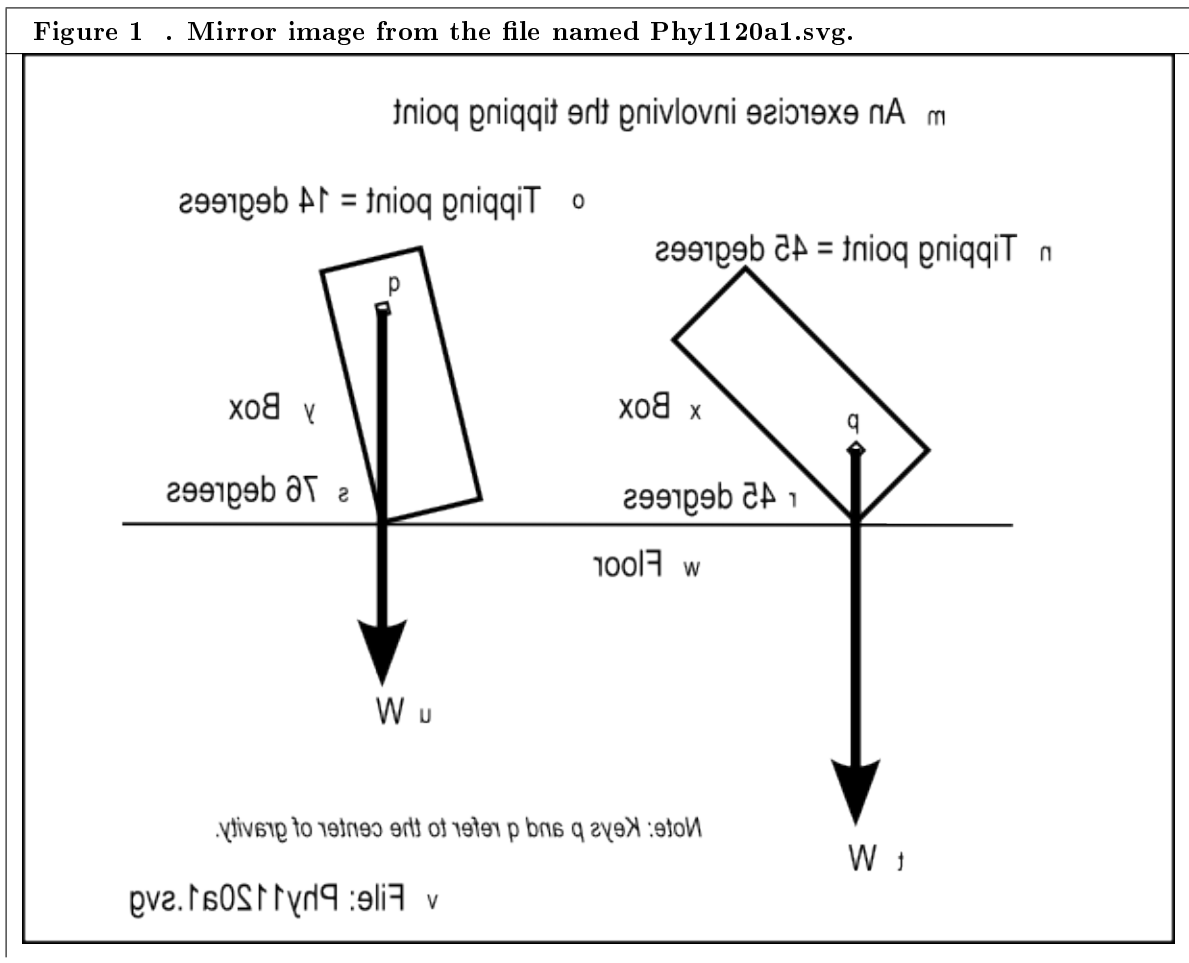 Figure 1 . Mirror image from the file named Phy1120a1.svg.
m An exercise involving the tipping point
o Tipping point = 14 degrees
n Tipping point = 45 degrees
q
y Box
x Box
p
s 76 degrees
r 45 degrees
w Floor
u W
t W
Note: Keys p and q refer to the center of gravity.
v File: Phy1120a1.svg